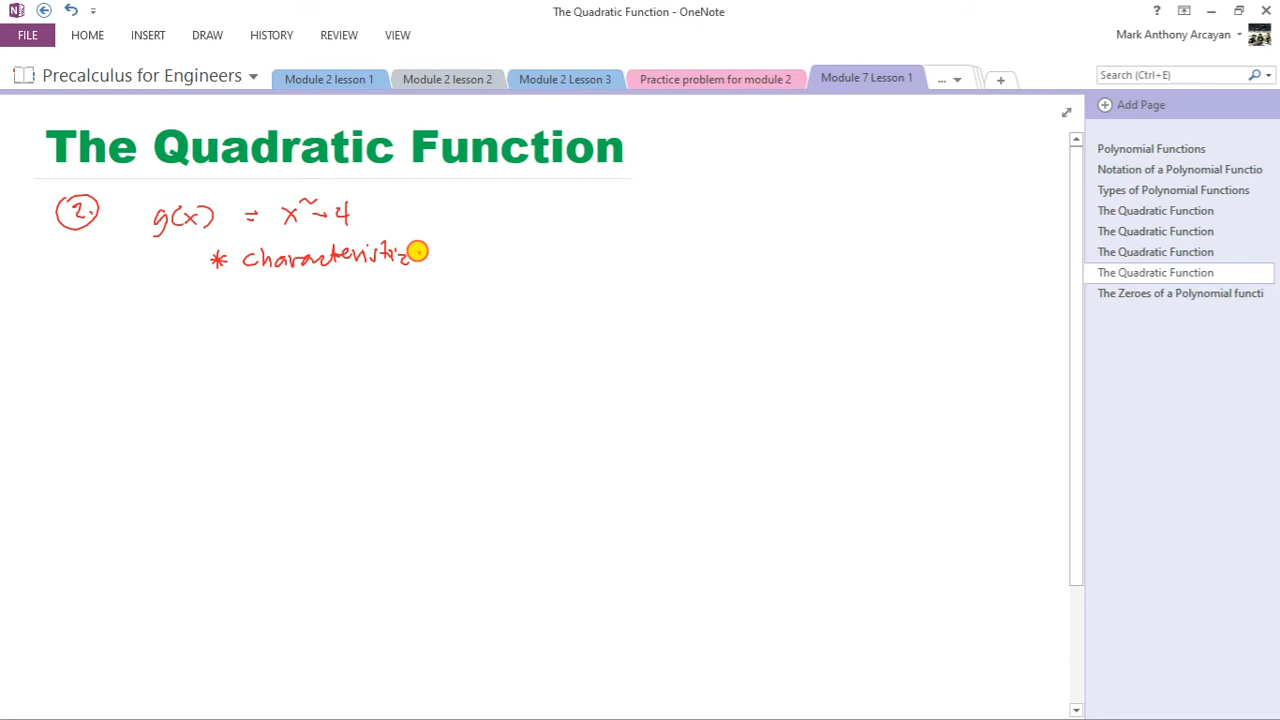 The Quadratic Function - OneNote
?
FILE HOME INSERT DRAW HISTORY REVIEW VIEW
Mark Anthony Arcayan
Precalculus for Engineers
Module 2 lesson 1
Module 2 lesson 2
Module 2 Lesson 3
Practice problem for module 2
Module 7 Lesson 1
...
Search (Ctrl+E)
Add Page
The Quadratic Function
2. g(x) = x² - 4
* characteristi
Polynomial Functions
Notation of a Polynomial Functio
Types of Polynomial Functions
The Quadratic Function
The Quadratic Function
The Quadratic Function
The Quadratic Function
The Zeroes of a Polynomial functi